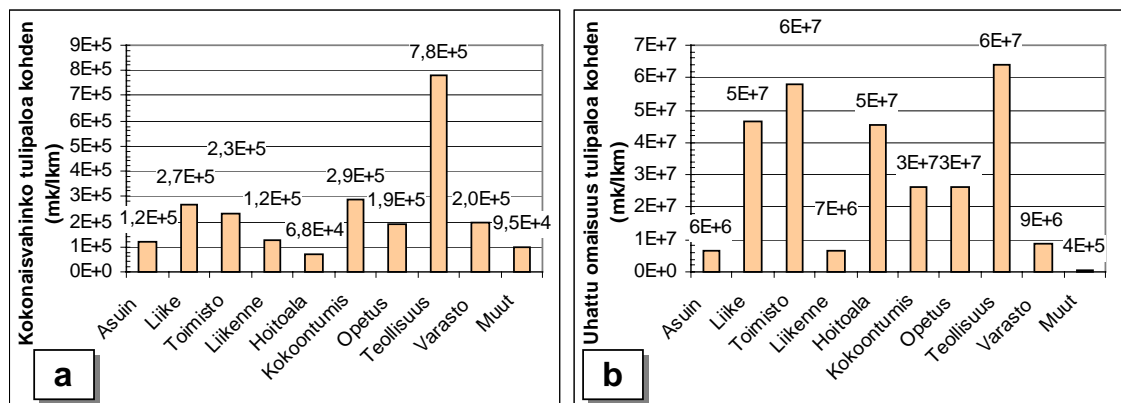 Kokonaisvahinko tulipaloa kohden
(mk/lkm)
9E+5
8E+5
7E+5
6E+5
5E+5
4E+5
3E+5
2E+5
1E+5
0E+0
1,2E+5
2,7E+5
2,3E+5
1,2E+5
6,8E+4
2,9E+5
1,9E+5
7,8E+5
2,0E+5
9,5E+4
Asuin
Liike
Toimisto
Liikenne
Hoitoala
Kokoontumis
Opetus
Teollisuus
Varasto
Muut
a
Uhattu omaisuus tulipaloa kohden
(mk/lkm)
7E+7
6E+7
5E+7
4E+7
3E+7
2E+7
1E+7
0E+0
6E+6
5E+7
6E+7
7E+6
5E+7
3E+7
3E+7
6E+7
9E+6
4E+5
Asuin
Liike
Toimisto
Liikenne
Hoitoala
Kokoontumis
Opetus
Teollisuus
Varasto
Muut
b